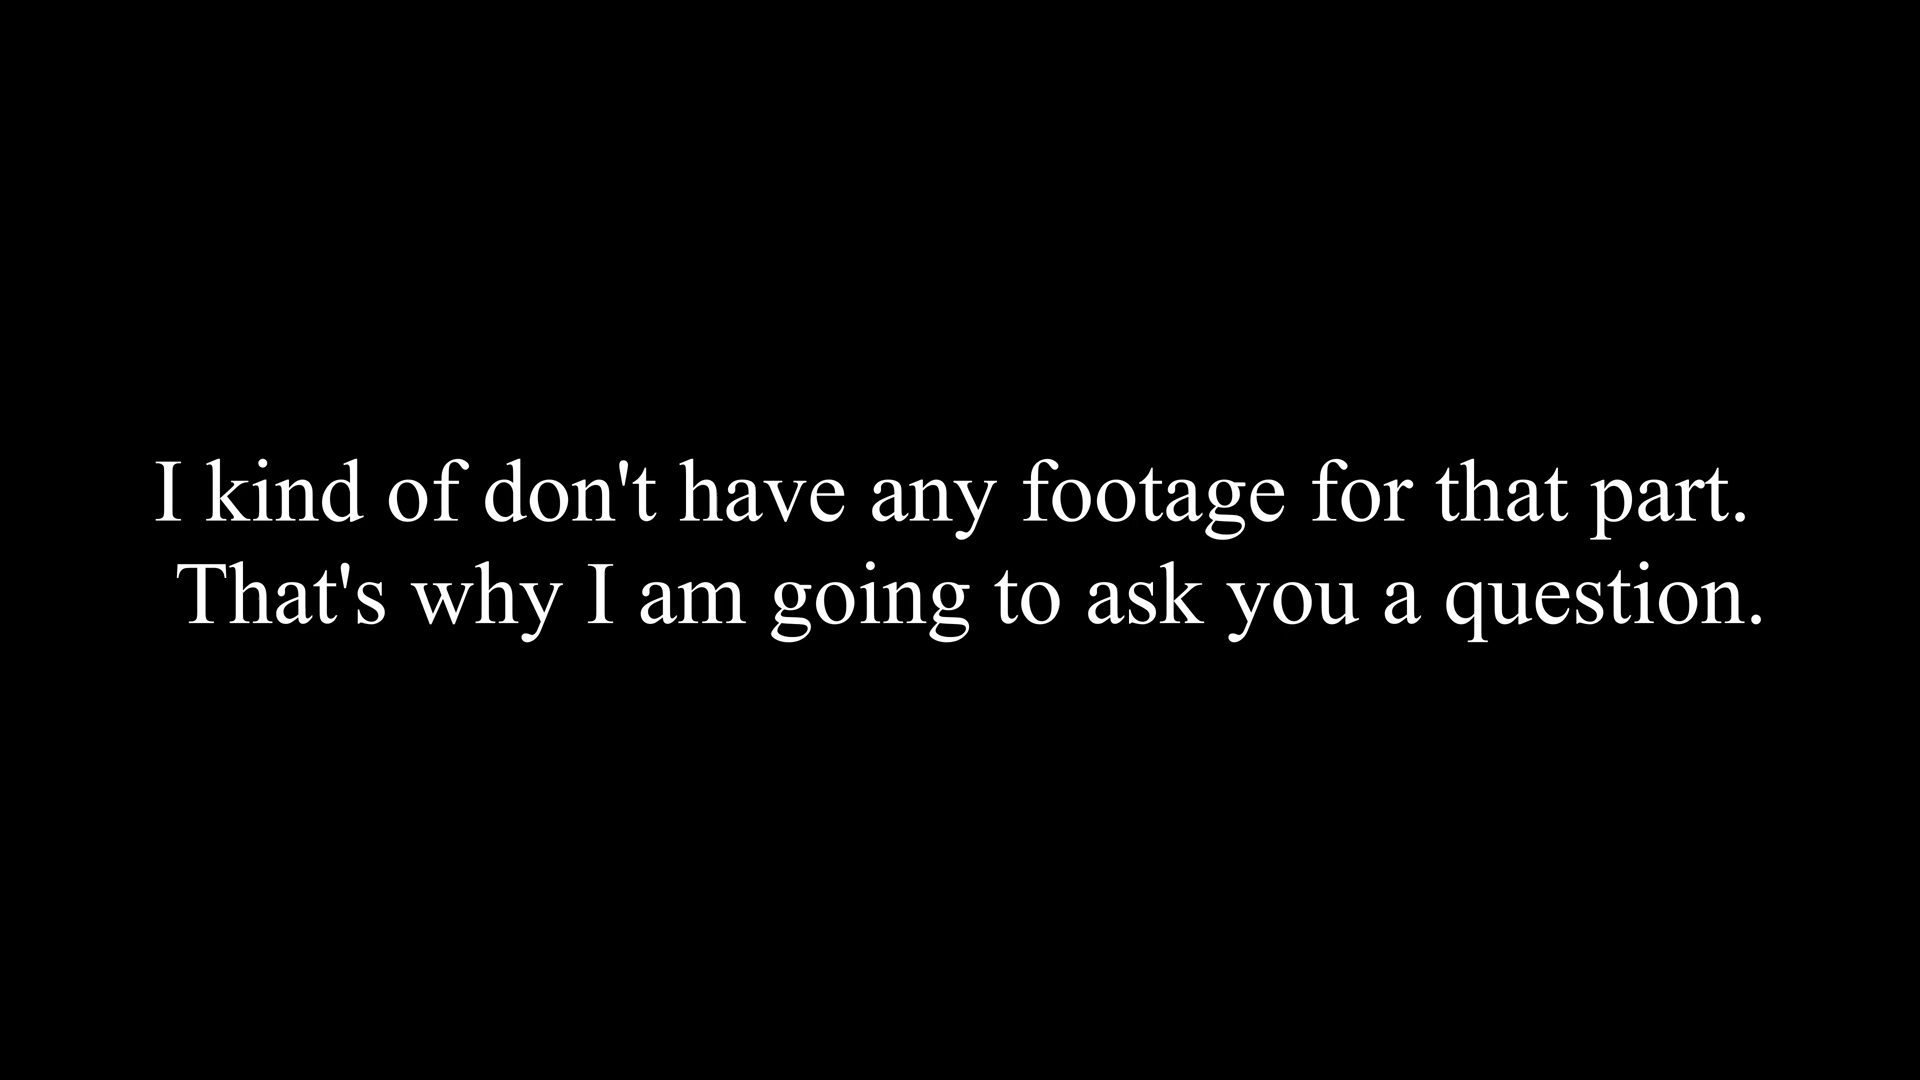 I kind of don't have any footage for that part.
That's why I am going to ask you a question.